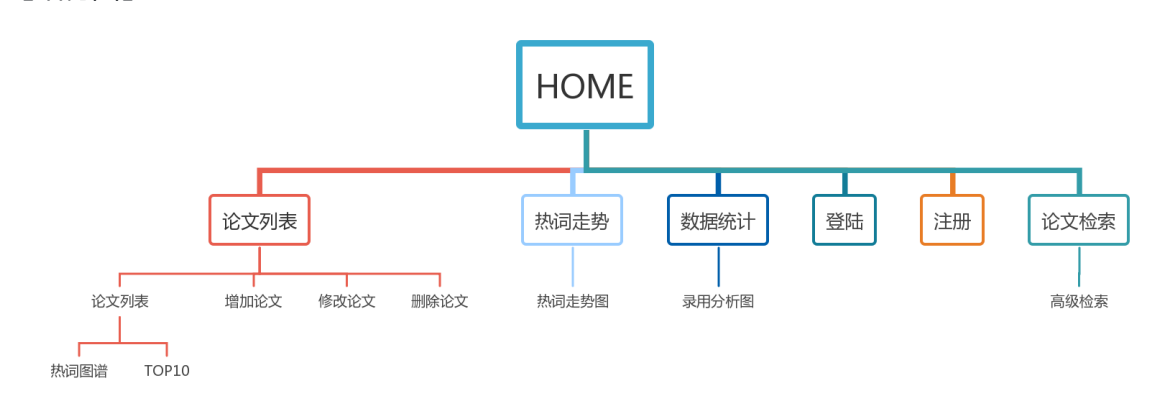 HOME
论文列表
热词走势
数据统计
登陆
注册
论文检索
论文列表
增加论文
修改论文
删除论文
热词走势图
录用分析图
高级检索
热词图谱
TOP10